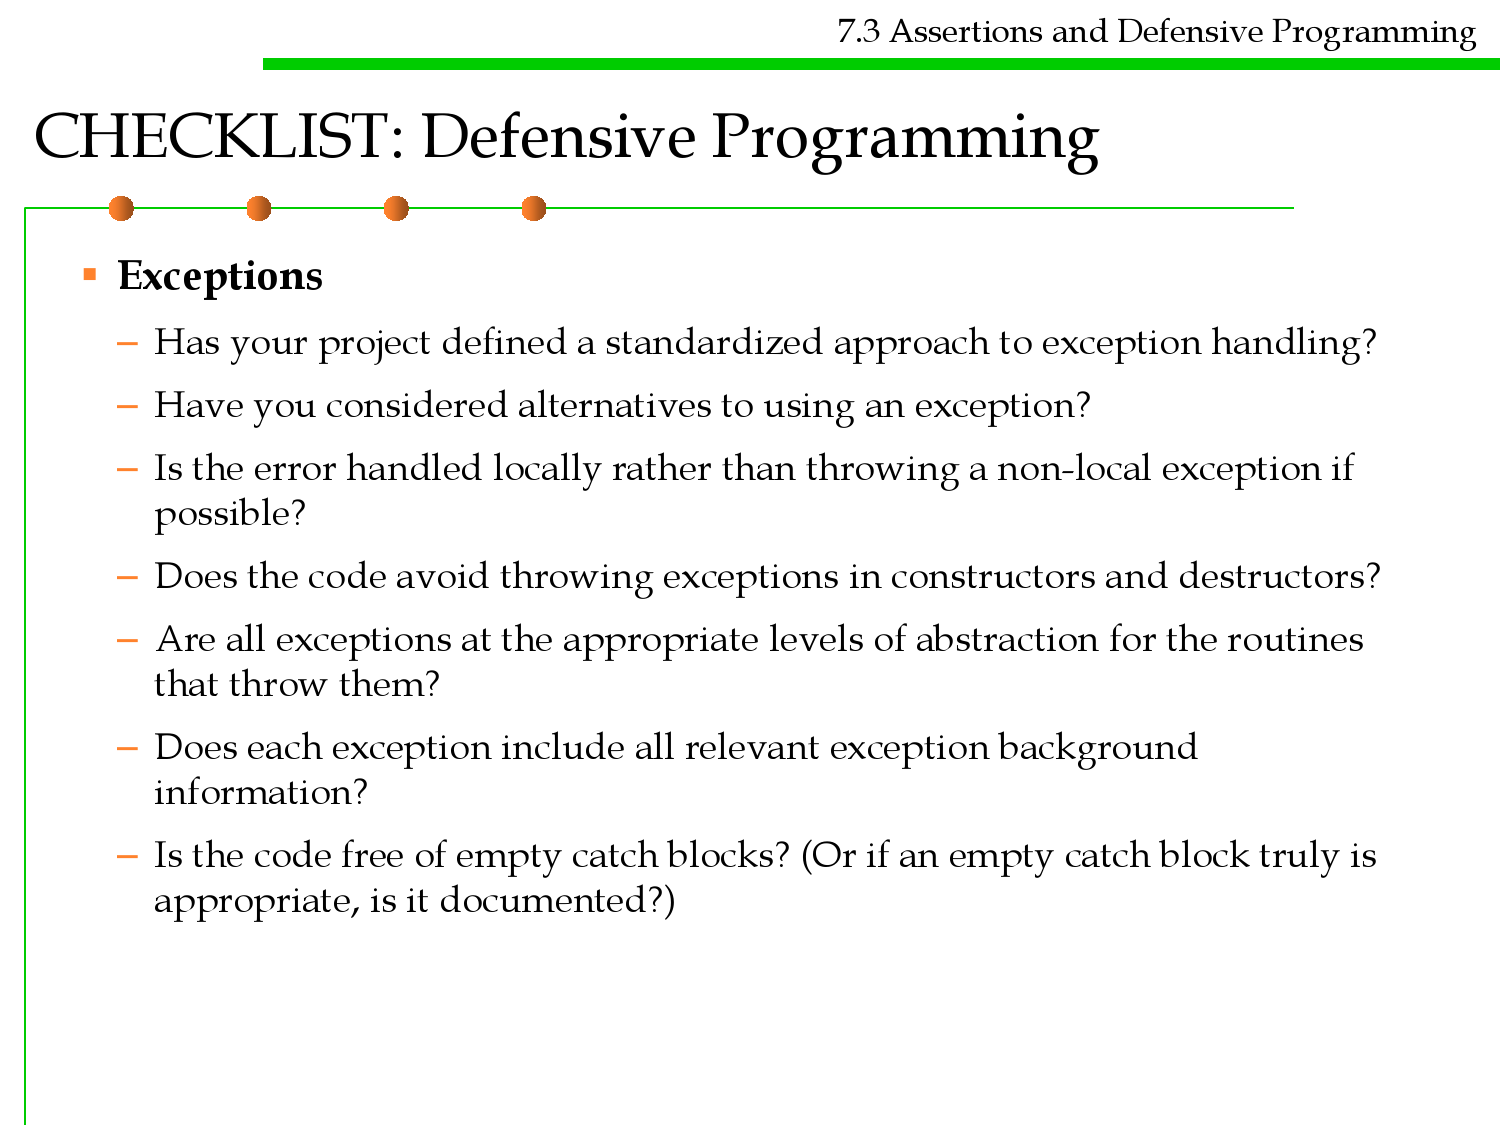 7.3 Assertions and Defensive Programming
CHECKLIST: Defensive Programming
▪ Exceptions
– Has your project defined a standardized approach to exception handling?
– Have you considered alternatives to using an exception?
– Is the error handled locally rather than throwing a non-local exception if
possible?
– Does the code avoid throwing exceptions in constructors and destructors?
– Are all exceptions at the appropriate levels of abstraction for the routines
that throw them?
– Does each exception include all relevant exception background
information?
– Is the code free of empty catch blocks? (Or if an empty catch block truly is
appropriate, is it documented?)